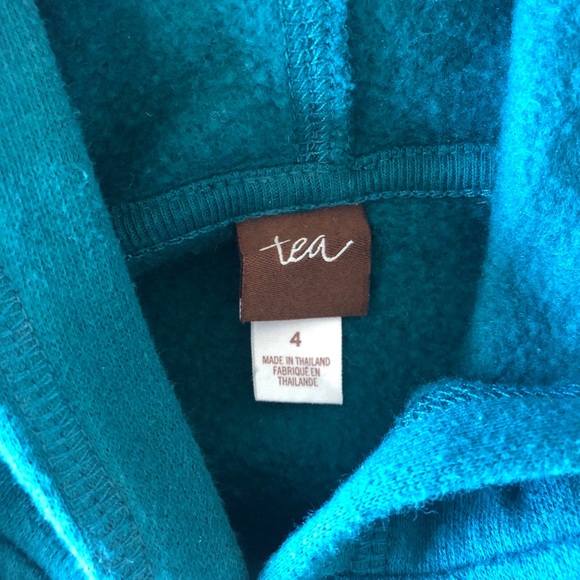 tea
4
MADE IN THAILAND
FABRIQUÉ EN
THAILANDE